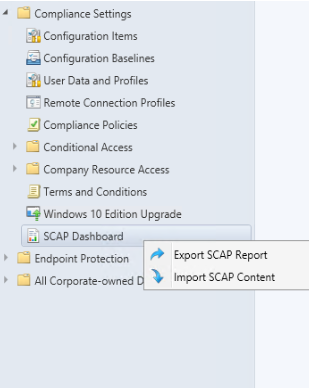 Compliance Settings
Configuration Items
Configuration Baselines
User Data and Profiles
Remote Connection Profiles
Compliance Policies
Conditional Access
Company Resource Access
Terms and Conditions
Windows 10 Edition Upgrade
SCAP Dashboard
Export SCAP Report
Endpoint Protection
Import SCAP Content
All Corporate-owned D